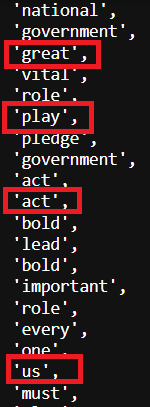 'national',
'government',
'great',
'vital',
'role',
'play',
'pledge',
'government',
'act',
'act',
'bold',
'lead',
'bold',
'important',
'role',
'every',
'one',
'us',
'must',